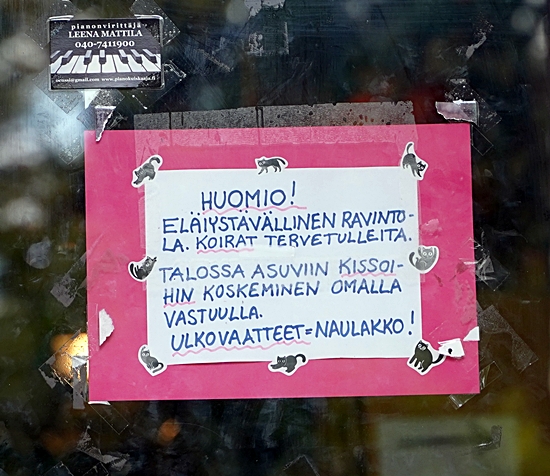 pianonvirittäjä
LEENA MATTILA
040-7411900
HUOMIO!
ELÄIYSTÄVÄLLINEN RAVINTO-
LA. KOIRAT TERVETULLEITA.
TALOSSA ASUVIIN KISSOI-
HIN KOSKEMINEN OMALLA
VASTUULLA.
ULKOVAATTEET=NAULAKKO!